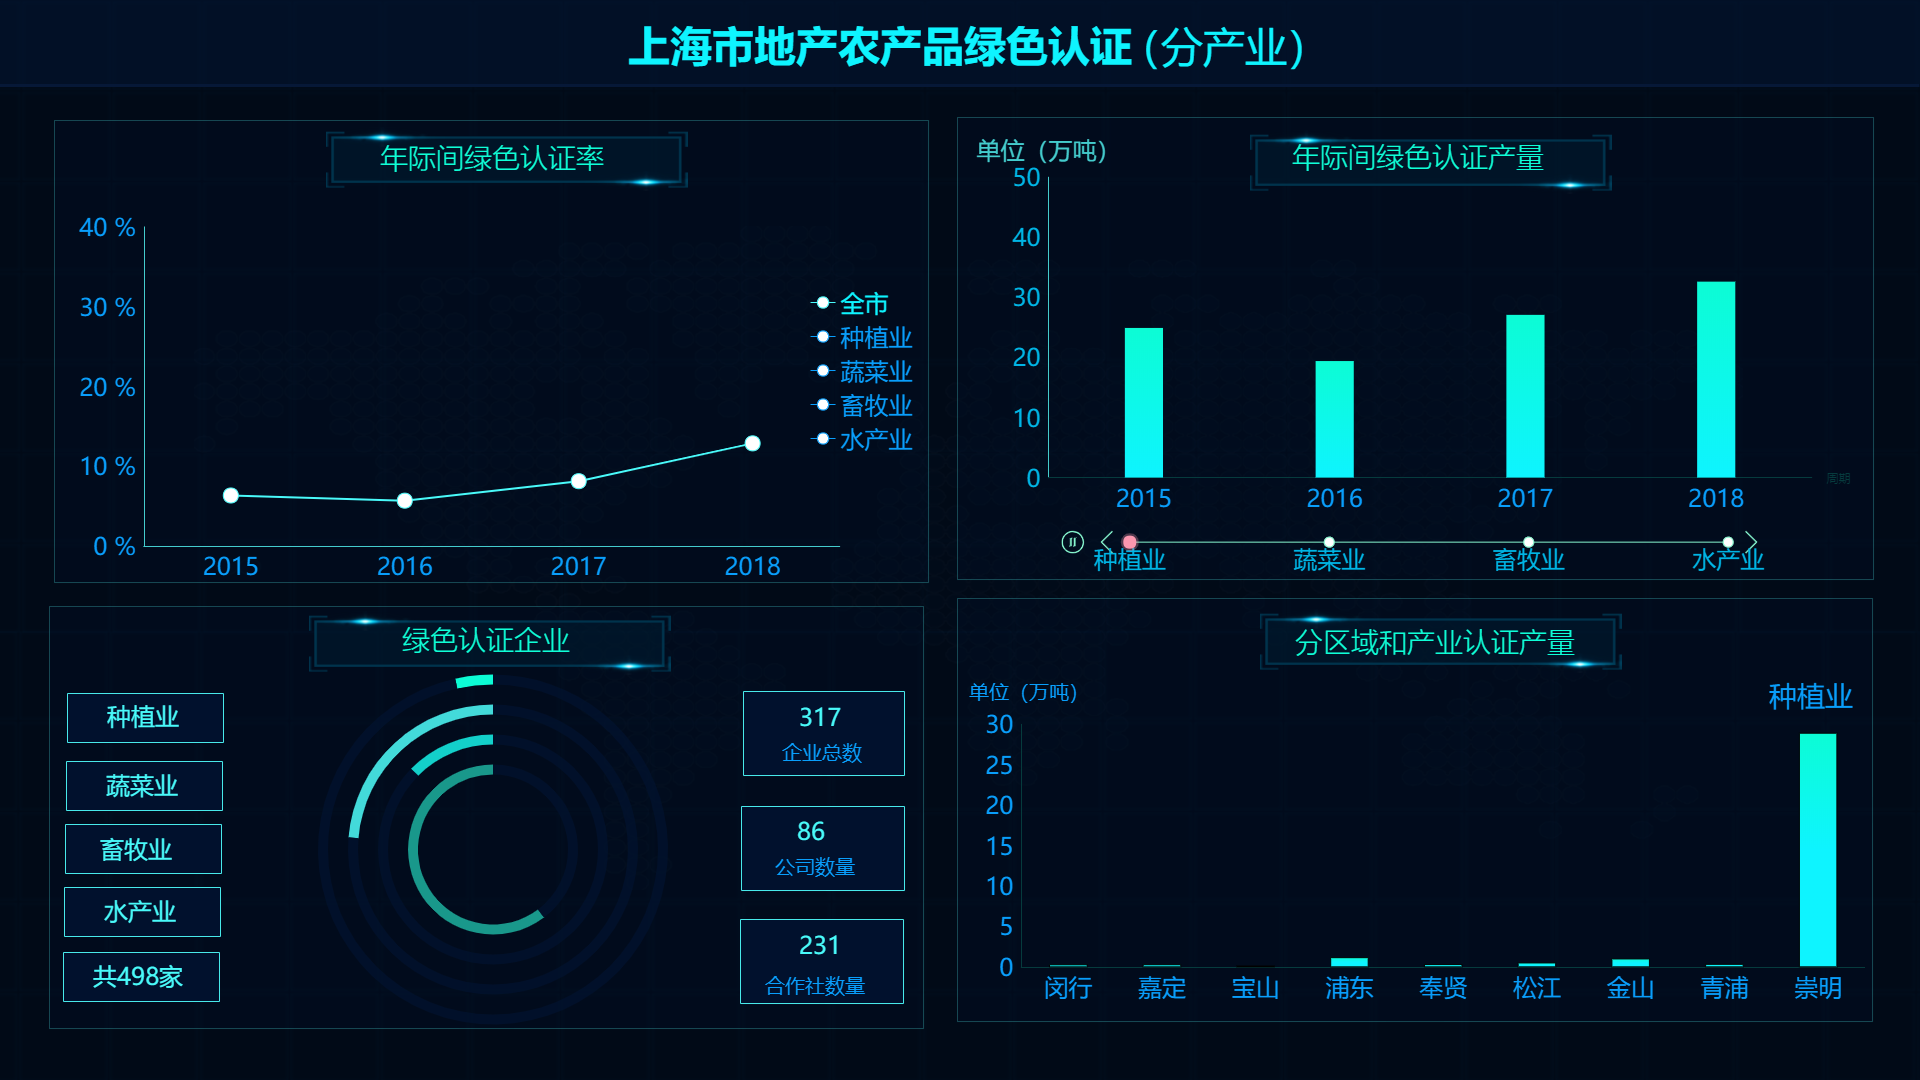 上海市地产农产品绿色认证 (分产业)
年际间绿色认证率
40 %
30 %
20 %
10 %
0 %
2015
2016
2017
2018
全市
种植业
蔬菜业
畜牧业
水产业
单位（万吨）
年际间绿色认证产量
50
40
30
20
10
0
2015
2016
2017
2018
周期
种植业
蔬菜业
畜牧业
水产业
绿色认证企业
种植业
蔬菜业
畜牧业
水产业
共498家
317
企业总数
86
公司数量
231
合作社数量
分区域和产业认证产量
单位（万吨）
种植业
30
25
20
15
10
5
0
闵行
嘉定
宝山
浦东
奉贤
松江
金山
青浦
崇明